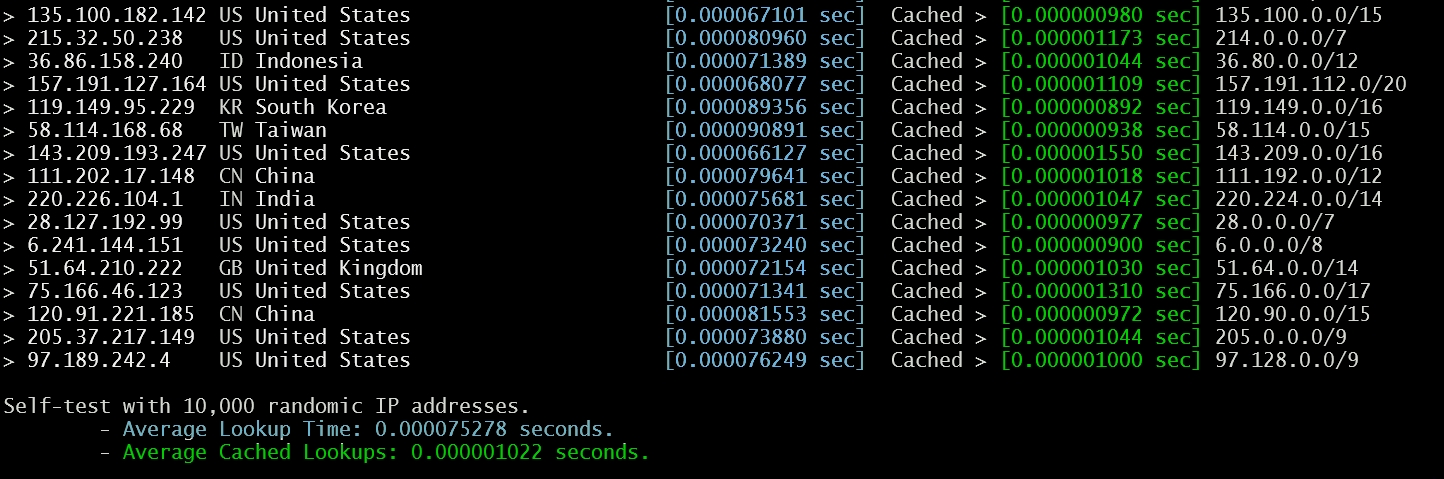 > 135.100.182.142 US United States [0.000067101 sec] Cached > [0.000000980 sec] 135.100.0.0/15
> 215.32.50.238 US United States [0.000080960 sec] Cached > [0.000001173 sec] 214.0.0.0/7
> 36.86.158.240 ID Indonesia [0.000071389 sec] Cached > [0.000001044 sec] 36.80.0.0/12
> 157.191.127.164 US United States [0.000068077 sec] Cached > [0.000001109 sec] 157.191.112.0/20
> 119.149.95.229 KR South Korea [0.000089356 sec] Cached > [0.000000892 sec] 119.149.0.0/16
> 58.114.168.68 TW Taiwan [0.000090891 sec] Cached > [0.000000938 sec] 58.114.0.0/15
> 143.209.193.247 US United States [0.000066127 sec] Cached > [0.000001550 sec] 143.209.0.0/16
> 111.202.17.148 CN China [0.000079641 sec] Cached > [0.000001018 sec] 111.192.0.0/12
> 220.226.104.1 IN India [0.000075681 sec] Cached > [0.000001047 sec] 220.224.0.0/14
> 28.127.192.99 US United States [0.000070371 sec] Cached > [0.000000977 sec] 28.0.0.0/7
> 6.241.144.151 US United States [0.000073240 sec] Cached > [0.000000900 sec] 6.0.0.0/8
> 51.64.210.222 GB United Kingdom [0.000072154 sec] Cached > [0.000001030 sec] 51.64.0.0/14
> 75.166.46.123 US United States [0.000071341 sec] Cached > [0.000001310 sec] 75.166.0.0/17
> 120.91.221.185 CN China [0.000081553 sec] Cached > [0.000000972 sec] 120.90.0.0/15
> 205.37.217.149 US United States [0.000073880 sec] Cached > [0.000001044 sec] 205.0.0.0/9
> 97.189.242.4 US United States [0.000076249 sec] Cached > [0.000001000 sec] 97.128.0.0/9
Self-test with 10,000 randomic IP addresses.
- Average Lookup Time: 0.000075278 seconds.
- Average Cached Lookups: 0.000001022 seconds.